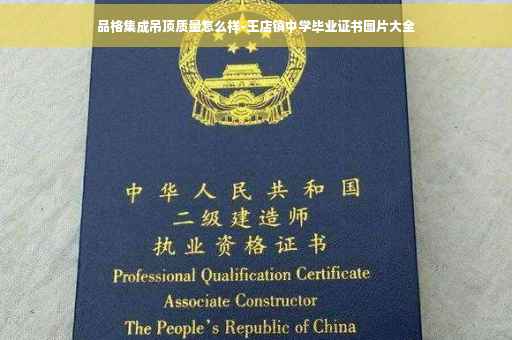 品格集成吊顶质量怎么样-王店镇中学毕业证书图片大全
中华人民共和国
二级建造师
执业资格证书
Professional Qualification Certificate
Associate Constructor
The People's Republic of China